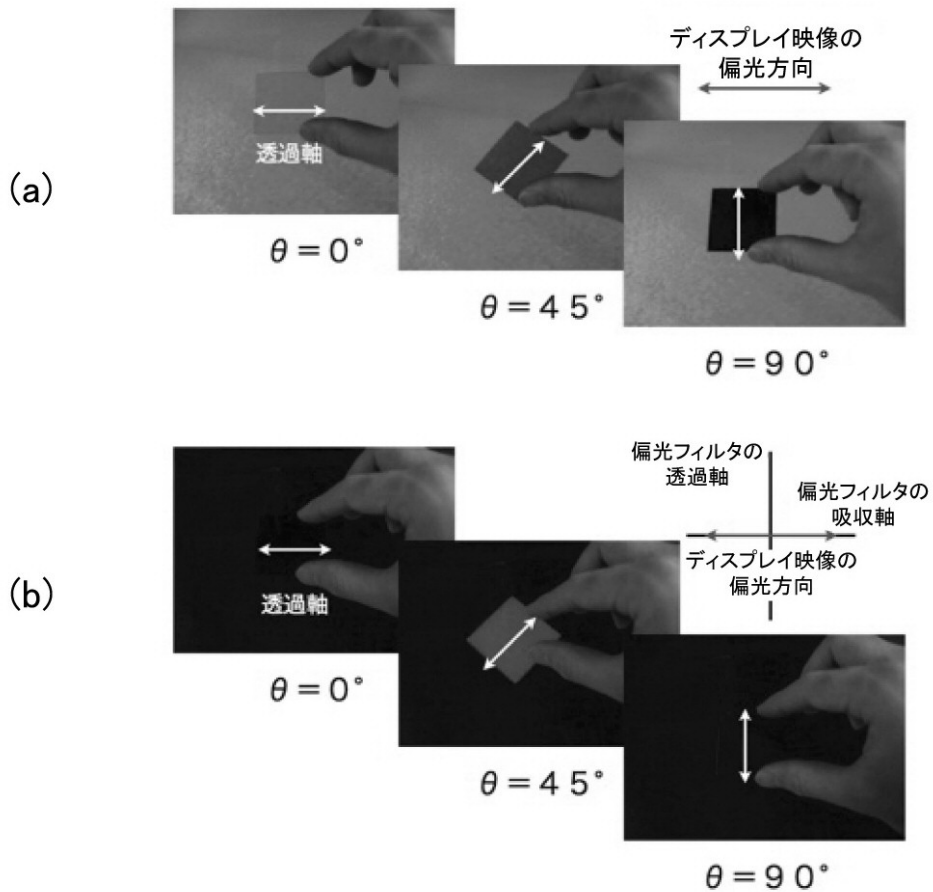 ディスプレイ映像の
偏光方向
(a)
透過軸
θ＝０°
θ＝４５°
θ＝９０°
偏光フィルタの
透過軸
偏光フィルタの
吸収軸
ディスプレイ映像の
偏光方向
(b)
透過軸
θ＝０°
θ＝４５°
θ＝９０°